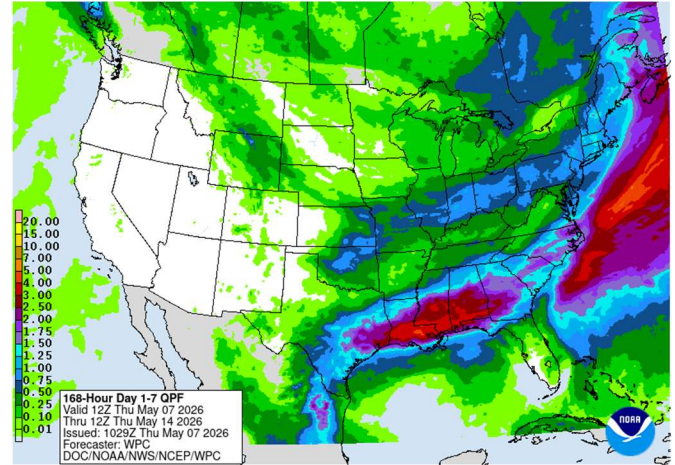 20.00
15.00
10.00
7.00
5.00
4.00
3.00
2.50
2.00
1.75
1.50
1.25
1.00
0.75
0.50
0.25
0.10
0.01
168-Hour Day 1-7 QPF
Valid 12Z Thu May 07 2026
Thru 12Z Thu May 14 2026
Issued: 1029Z Thu May 07 2026
Forecaster: WPC
DOC/NOAA/NWS/NCEP/WPC
NOAA